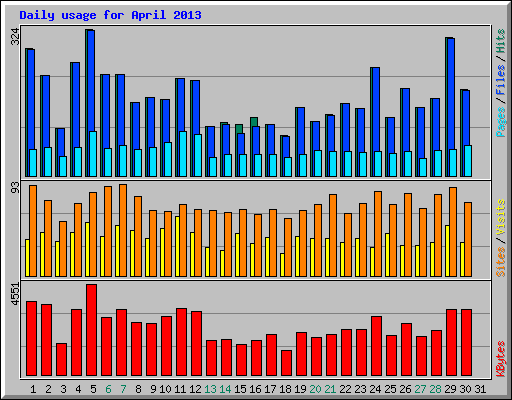 Daily usage for April 2013
324
Pages / Files / Hits
93
Sites / Visits
4551
KBytes
1 2 3 4 5 6 7 8 9 10 11 12 13 14 15 16 17 18 19 20 21 22 23 24 25 26 27 28 29 30 31